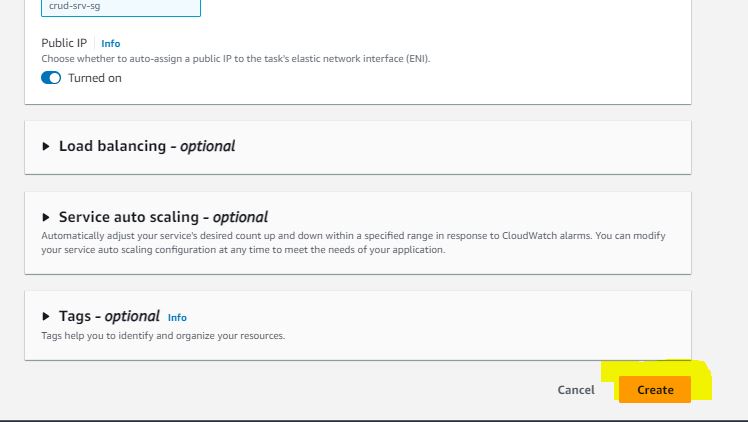 crud-srv-sg
Public IP Info
Choose whether to auto-assign a public IP to the task's elastic network interface (ENI).
Turned on
Load balancing - optional
Service auto scaling - optional
Automatically adjust your service's desired count up and down within a specified range in response to CloudWatch alarms. You can modify
your service auto scaling configuration at any time to meet the needs of your application.
Tags - optional Info
Tags help you to identify and organize your resources.
Cancel Create